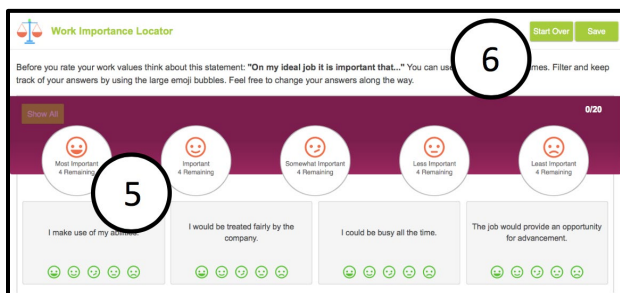 Work Importance Locator
Start Over Save
6
Before you rate your work values think about this statement: "On my ideal job it is important that..." You can use mes. Filter and keep
track of your answers by using the large emoji bubbles. Feel free to change your answers along the way.
Show All
0/20
Most Important
4 Remaining
Important
4 Remaining
Somewhat Important
4 Remaining
Less Important
4 Remaining
Least Important
4 Remaining
5
I make use of my
I would be treated fairly by the
company.
I could be busy all the time.
The job would provide an opportunity
for advancement.